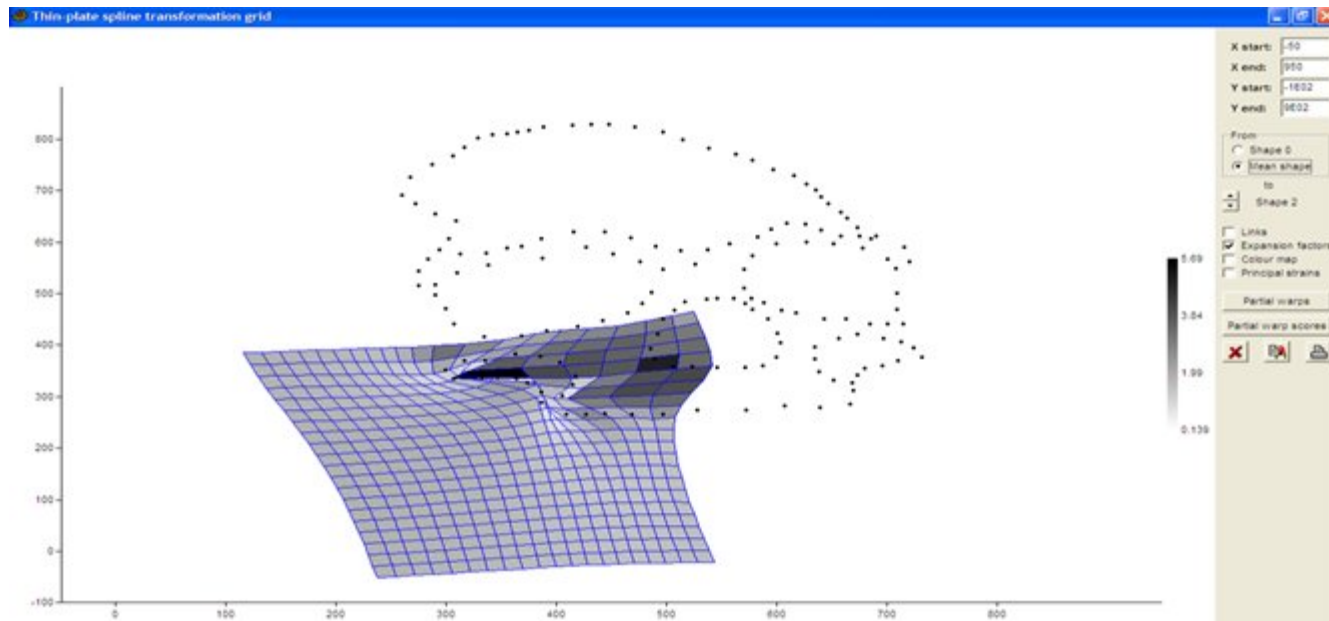 Thin-plate spline transformation grid
X start: -50
X end: 950
Y start: -1E02
Y end: 9E02
From
Shape 0
Mean shape
to
Shape 2
Links
Expansion factors
Colour map
Principal strains
Partial warps
Partial warp scores
800
700
600
500
400
300
200
100
0
-100
0 100 200 300 400 500 600 700 800
5.69
3.84
1.99
0.139